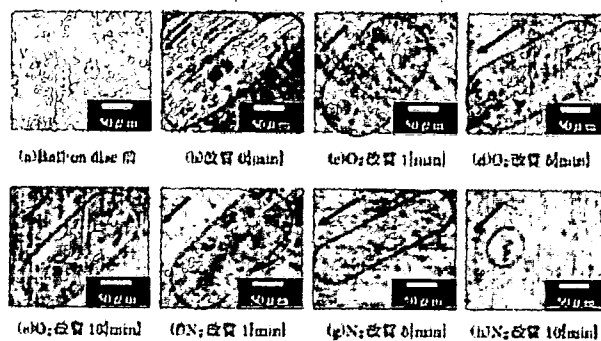 50μm 50μm 50μm 50μm
(a)Ball on disc 前 (b)改質 0[min] (c)O₂改質 1[min] (d)O₂改質 5[min]
50μm 50μm 50μm 50μm
(e)O₂改質 10[min] (f)N₂改質 1[min] (g)N₂改質 5[min] (h)N₂改質 10[min]